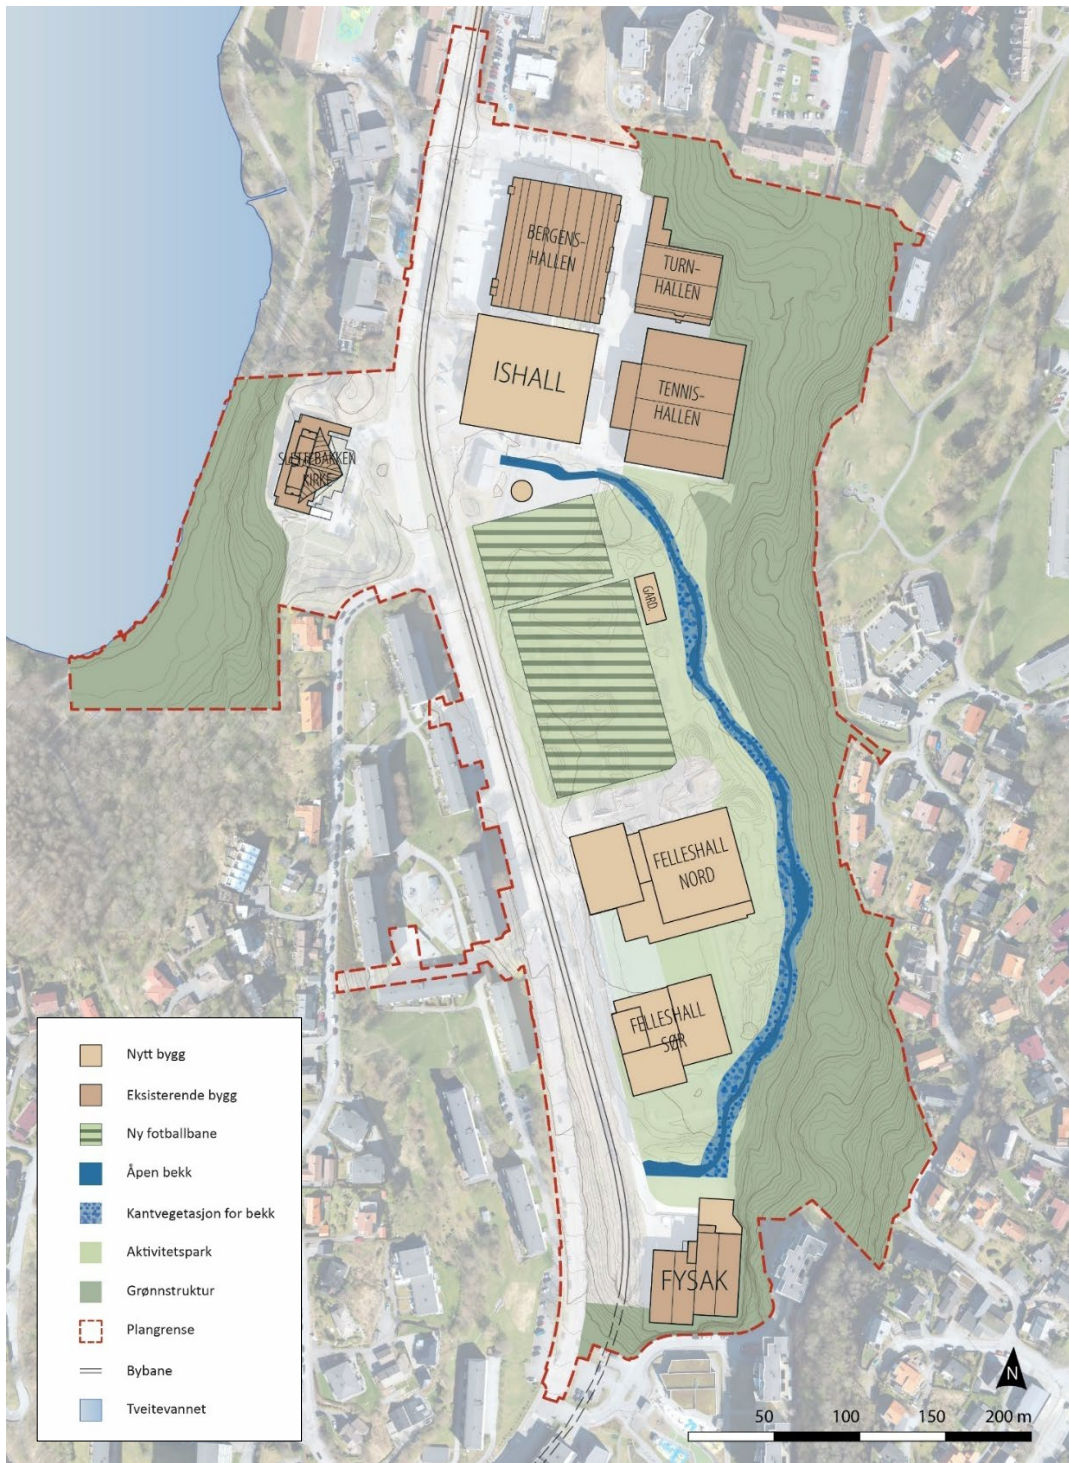 BERGENS-
HALLEN
TURN-
HALLEN
ISHALL
TENNIS-
HALLEN
SLETTEBAKKEN
KIRKE
GARD.
FELLESHALL
NORD
FELLESHALL
SØR
FYSAK
Nytt bygg
Eksisterende bygg
Ny fotballbane
Åpen bekk
Kantvegetasjon for bekk
Aktivitetspark
Grønnstruktur
Plangrense
Bybane
Tveitevannet
N
50 100 150 200 m